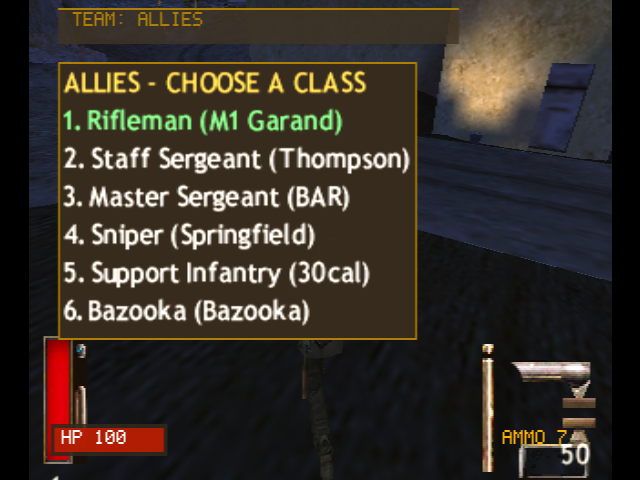 TEAM: ALLIES
ALLIES - CHOOSE A CLASS
1. Rifleman (M1 Garand)
2. Staff Sergeant (Thompson)
3. Master Sergeant (BAR)
4. Sniper (Springfield)
5. Support Infantry (30cal)
6. Bazooka (Bazooka)
HP 100
AMMO 7
50